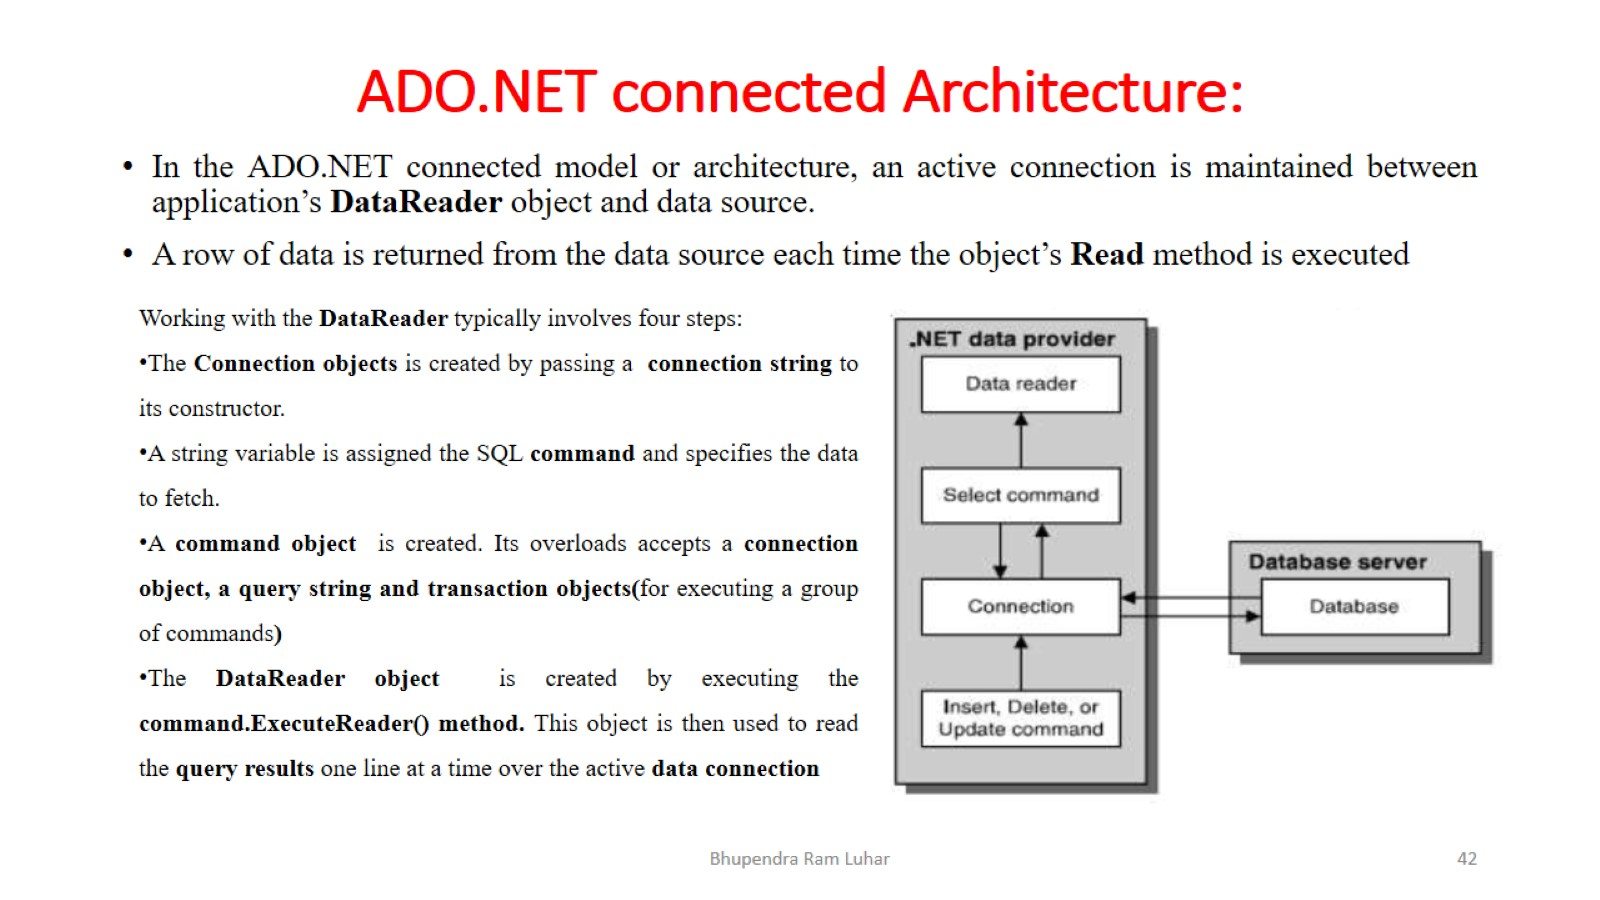 ADO.NET connected Architecture:
• In the ADO.NET connected model or architecture, an active connection is maintained between
application’s DataReader object and data source.
• A row of data is returned from the data source each time the object’s Read method is executed
Working with the DataReader typically involves four steps:
•The Connection objects is created by passing a connection string to
its constructor.
•A string variable is assigned the SQL command and specifies the data
to fetch.
•A command object is created. Its overloads accepts a connection
object, a query string and transaction objects(for executing a group
of commands)
•The DataReader object is created by executing the
command.ExecuteReader() method. This object is then used to read
the query results one line at a time over the active data connection
.NET data provider
Data reader
Select command
Connection
Insert, Delete, or
Update command
Database server
Database
Bhupendra Ram Luhar
42